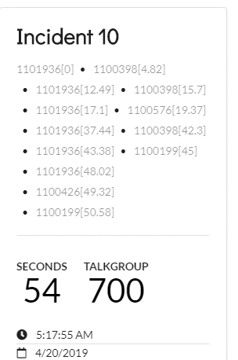 Incident 10
1101936[0] • 1100398[4.82]
• 1101936[12.49] • 1100398[15.7]
• 1101936[17.1] • 1100576[19.37]
• 1101936[37.44] • 1100398[42.3]
• 1101936[43.38] • 1100199[45]
• 1101936[48.02]
• 1100426[49.32]
• 1100199[50.58]
SECONDS TALKGROUP
54 700
5:17:55 AM
4/20/2019